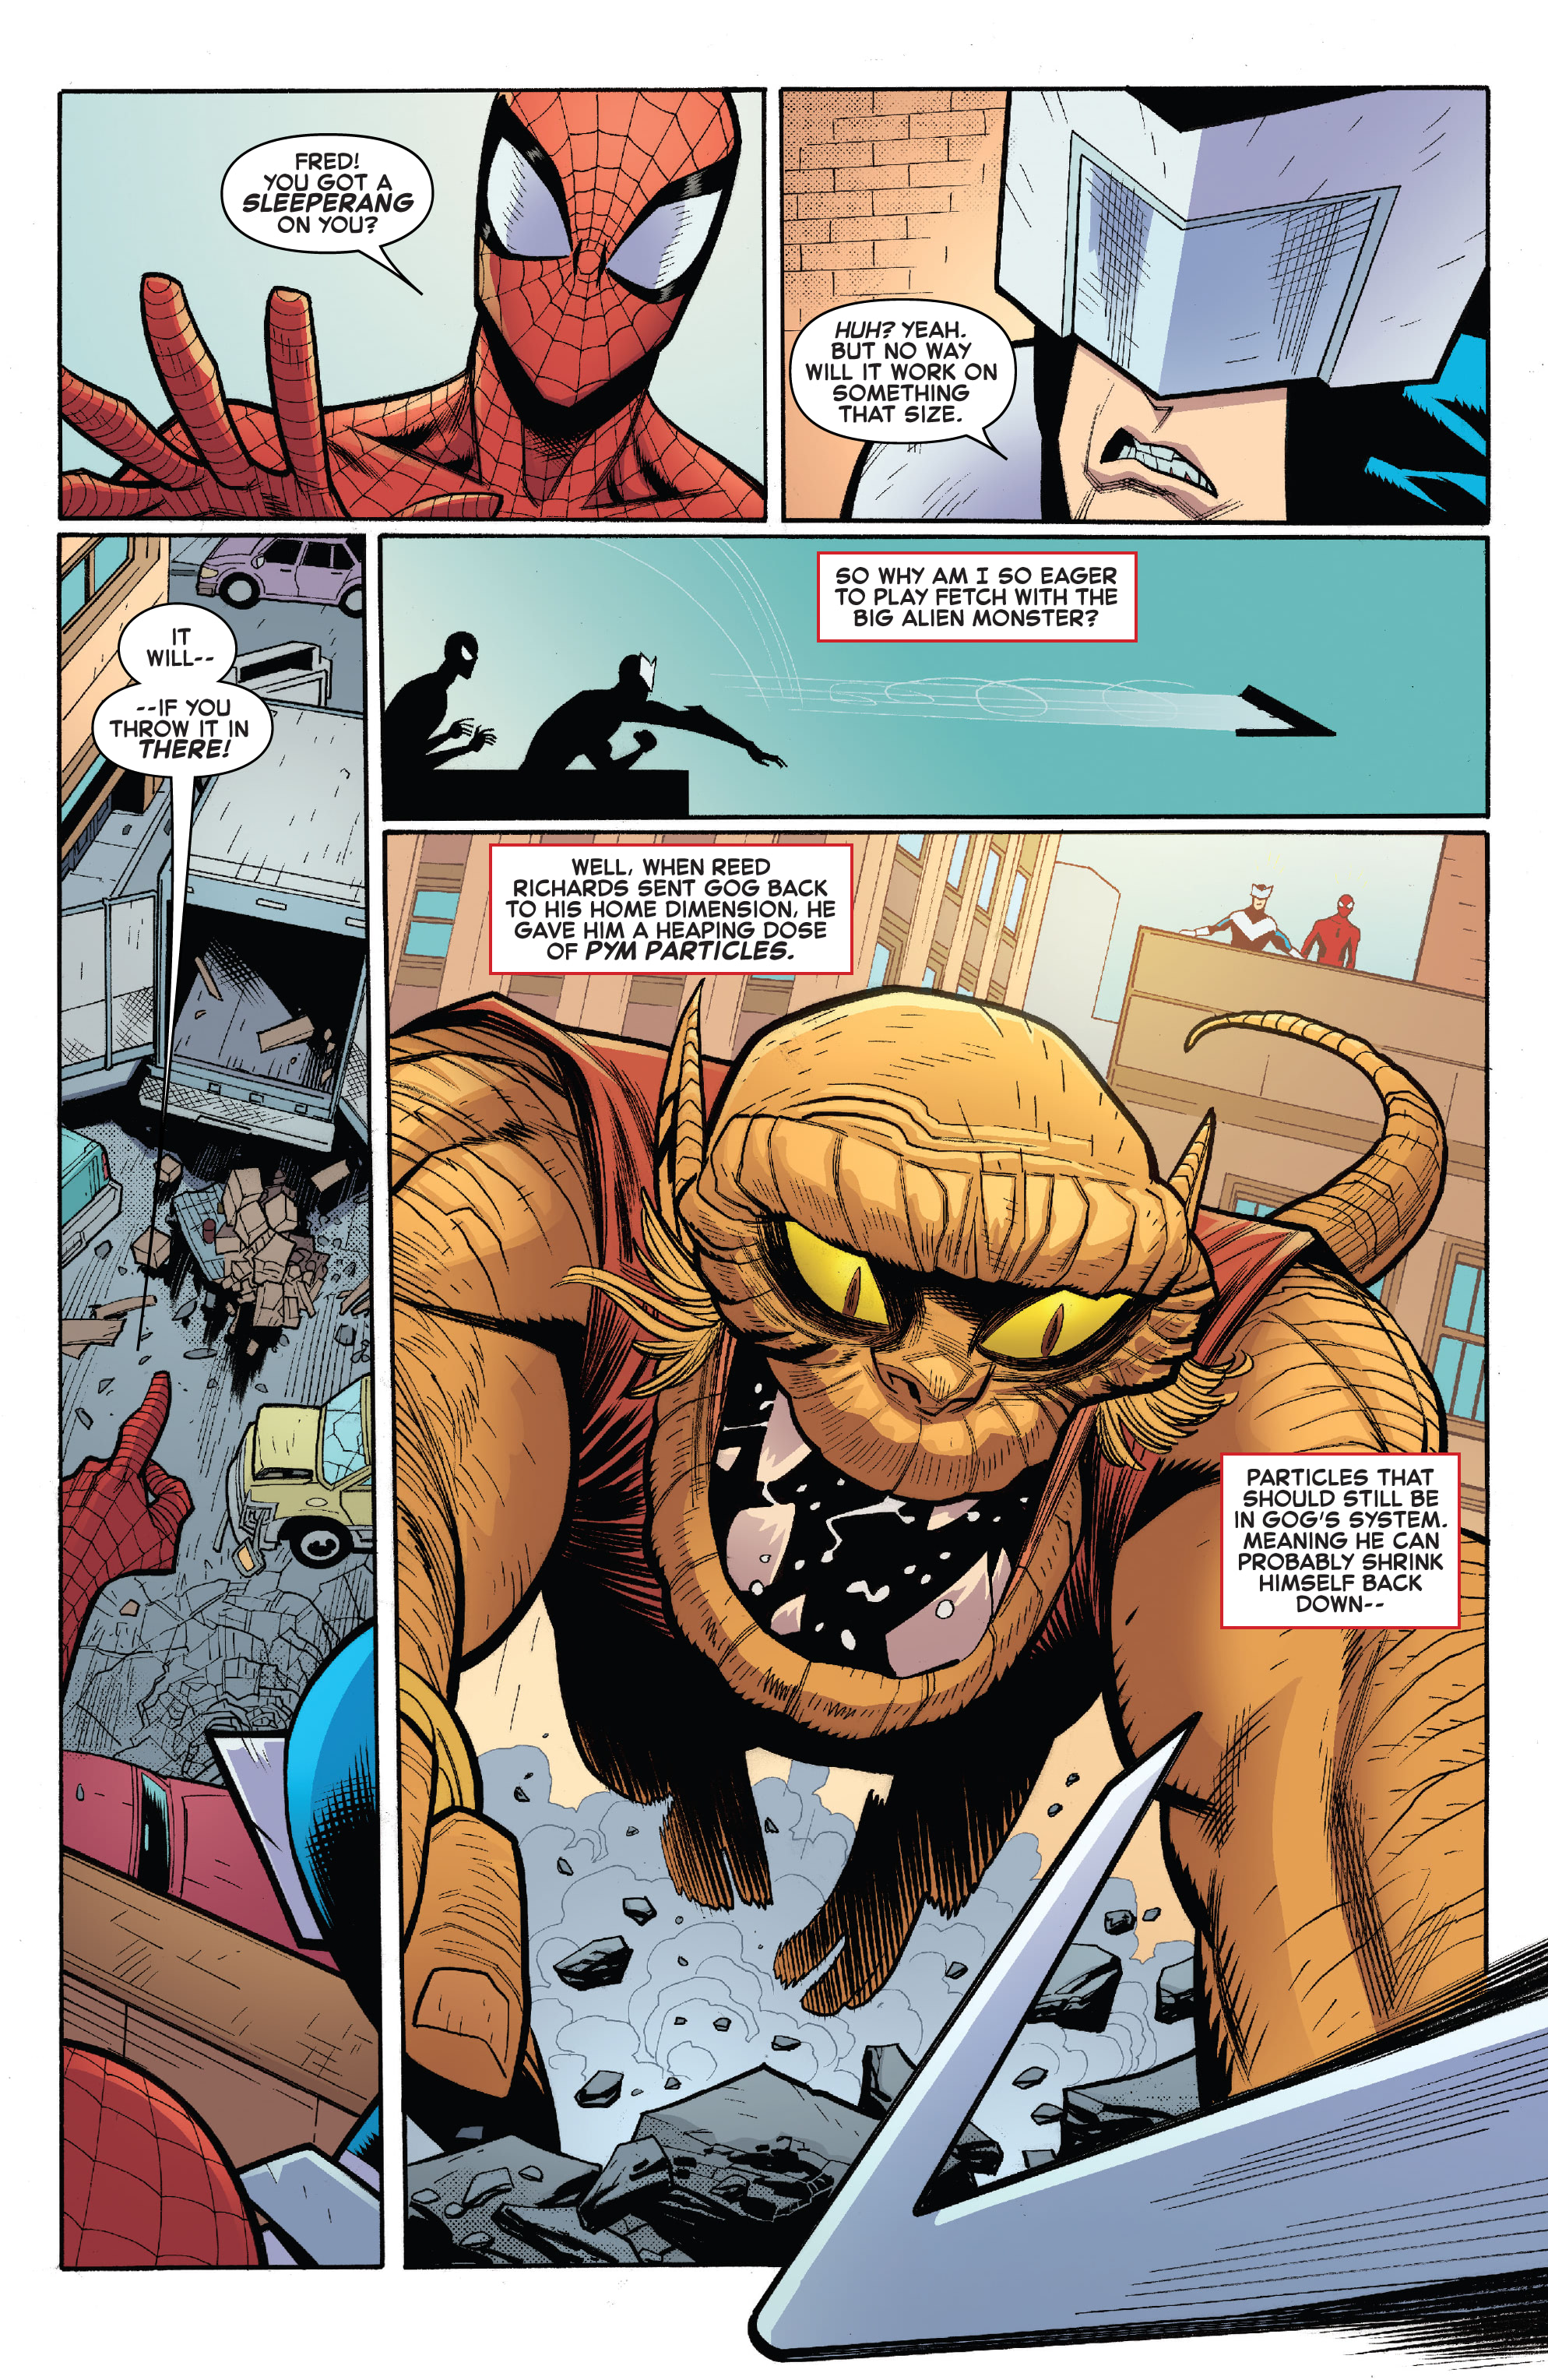 FRED!
YOU GOT A
SLEEPERANG
ON YOU?
HUH? YEAH.
BUT NO WAY
WILL IT WORK ON
SOMETHING
THAT SIZE.
IT
WILL--
--IF YOU
THROW IT IN
THERE!
SO WHY AM I SO EAGER
TO PLAY FETCH WITH THE
BIG ALIEN MONSTER?
WELL, WHEN REED
RICHARDS SENT GOG BACK
TO HIS HOME DIMENSION, HE
GAVE HIM A HEAPING DOSE
OF PYM PARTICLES.
PARTICLES THAT
SHOULD STILL BE
IN GOG'S SYSTEM.
MEANING HE CAN
PROBABLY SHRINK
HIMSELF BACK
DOWN--